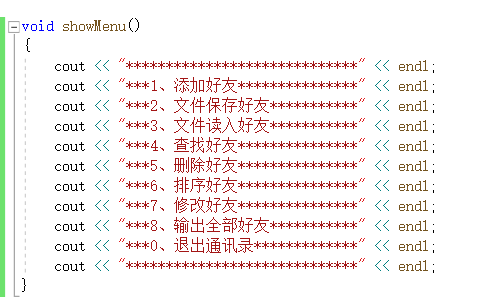 void showMenu()
{
cout << "*****************************" << endl;
cout << "***1、添加好友***************" << endl;
cout << "***2、文件保存好友***********" << endl;
cout << "***3、文件读入好友***********" << endl;
cout << "***4、查找好友***************" << endl;
cout << "***5、删除好友***************" << endl;
cout << "***6、排序好友***************" << endl;
cout << "***7、修改好友***************" << endl;
cout << "***8、输出全部好友***********" << endl;
cout << "***0、退出通讯录*************" << endl;
cout << "*****************************" << endl;
}